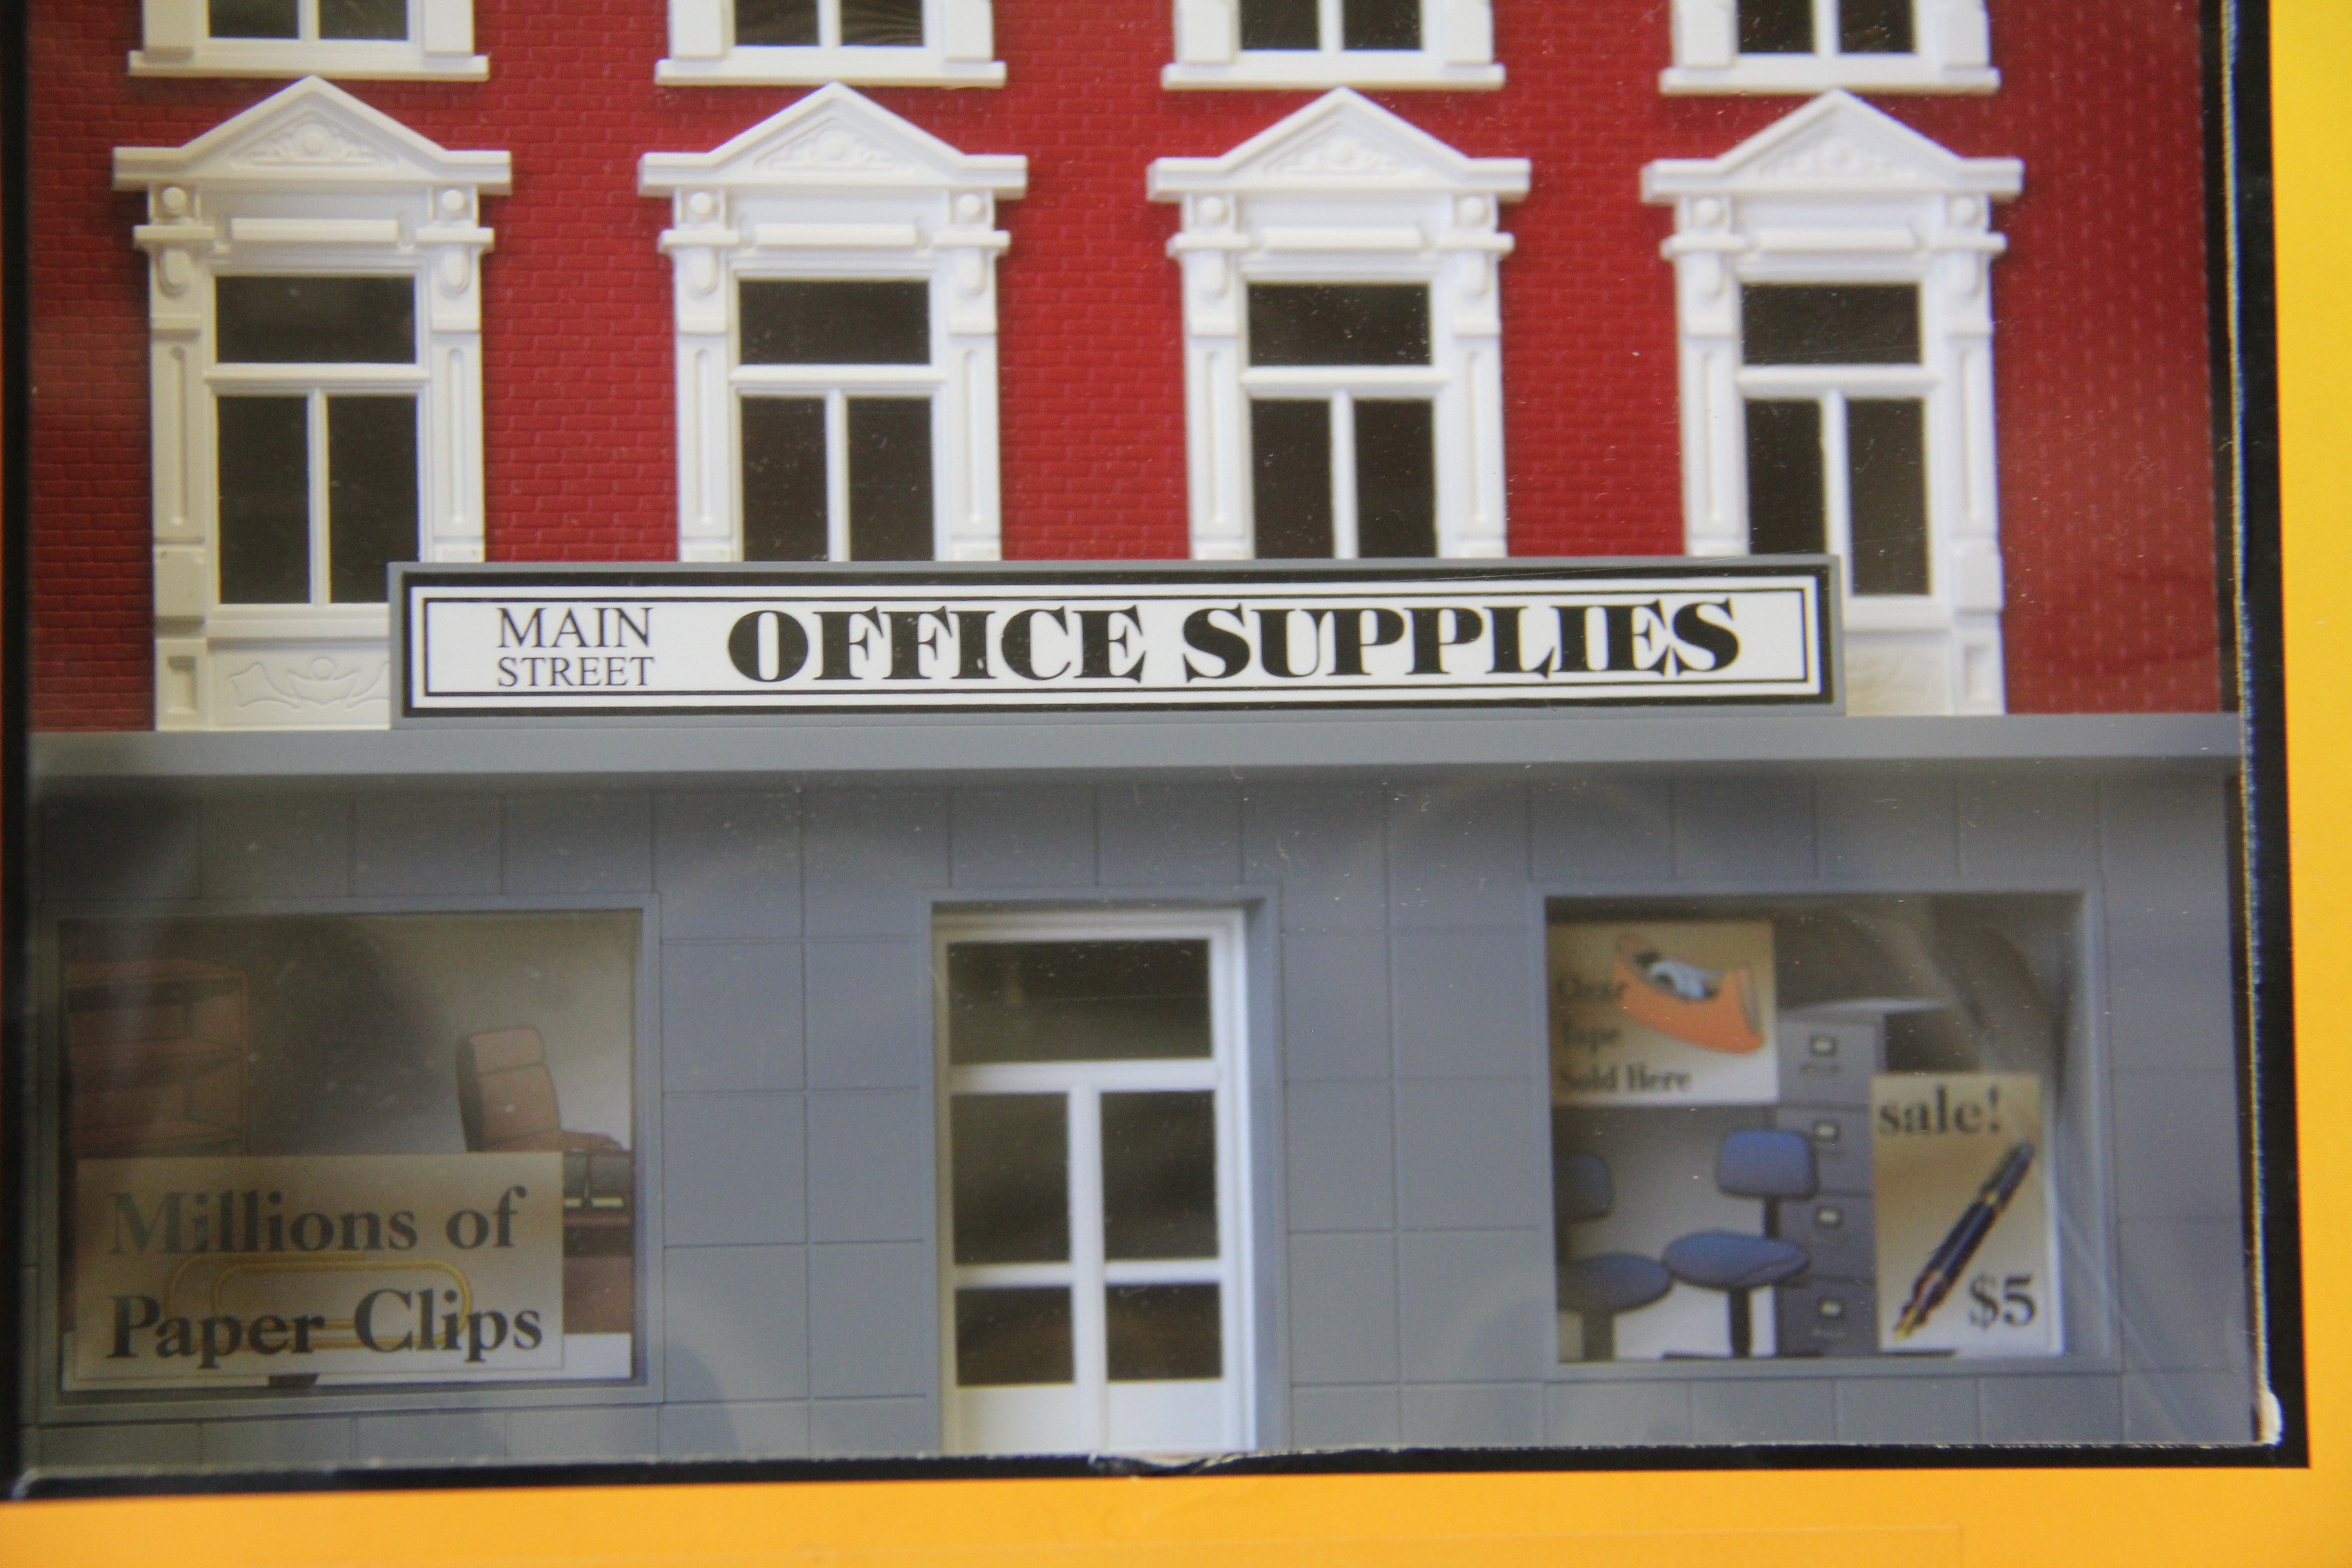 MAIN
STREET
OFFICE SUPPLIES
Clear
Tape
Sold Here
sale!
$5
Millions of
Paper Clips